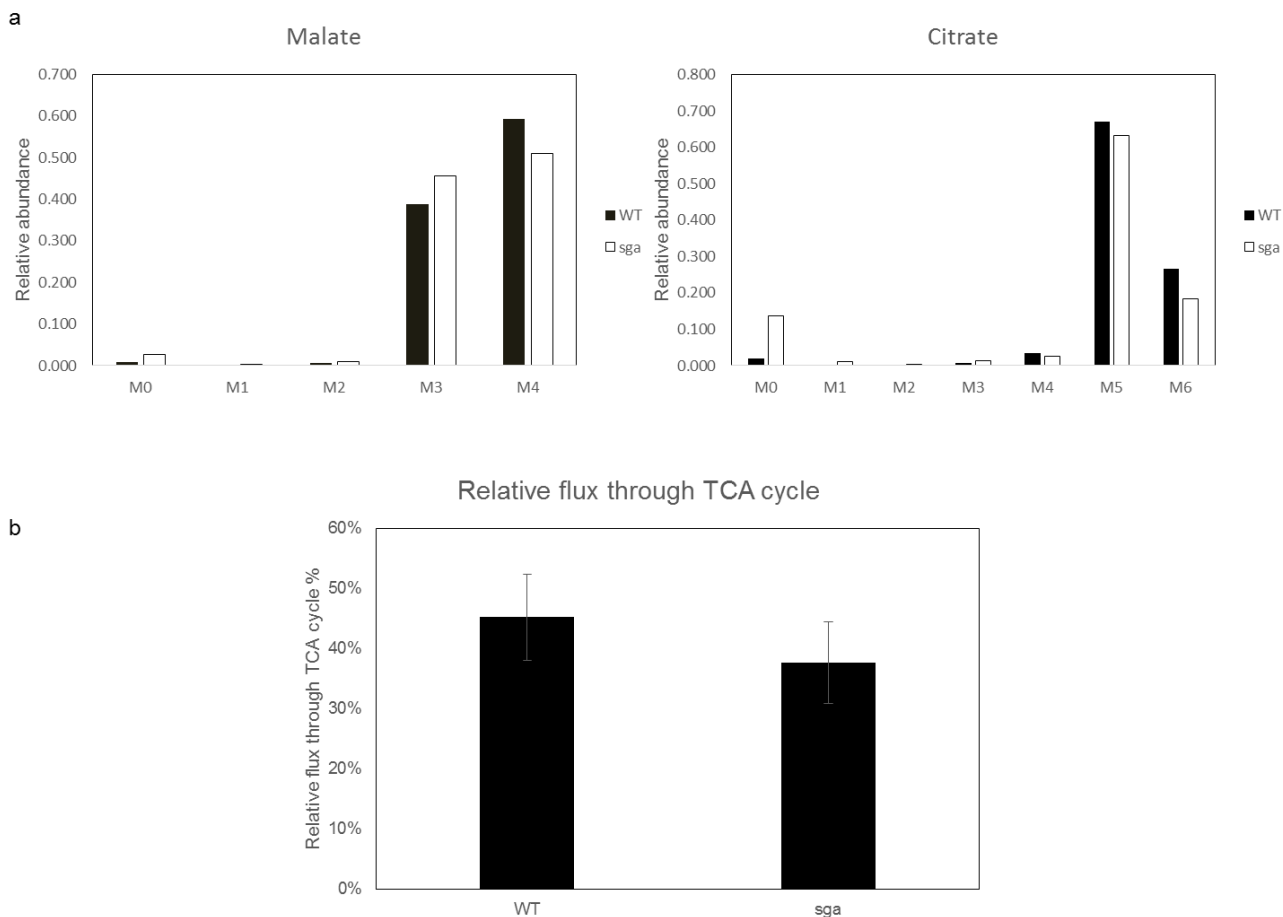 a
Malate
Relative abundance
0.700
0.600
0.500
0.400
0.300
0.200
0.100
0.000
M0 M1 M2 M3 M4
WT
sga
Citrate
Relative abundance
0.800
0.700
0.600
0.500
0.400
0.300
0.200
0.100
0.000
M0 M1 M2 M3 M4 M5 M6
WT
sga
b
Relative flux through TCA cycle
Relative flux through TCA cycle %
60%
50%
40%
30%
20%
10%
0%
WT sga